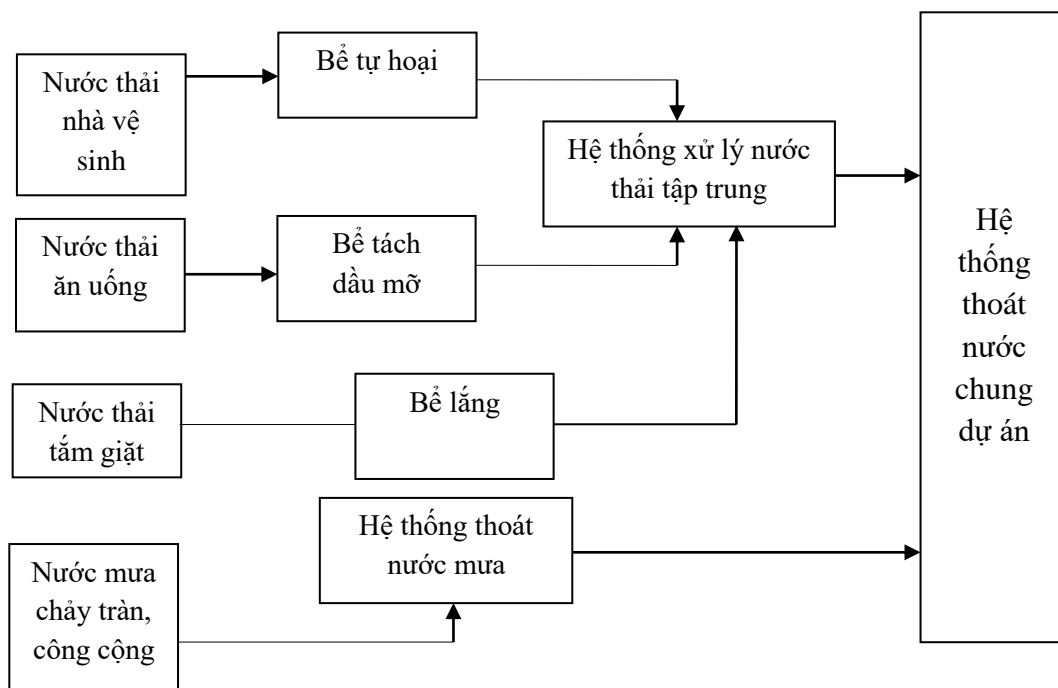 Nước thải
nhà vệ
sinh
Bể tự hoại
Hệ thống xử lý nước
thải tập trung
Nước thải
ăn uống
Bể tách
dầu mỡ
Nước thải
tắm giặt
Bể lắng
Nước mưa
chảy tràn,
công cộng
Hệ thống thoát
nước mưa
Hệ
thống
thoát
nước
chung
dự án